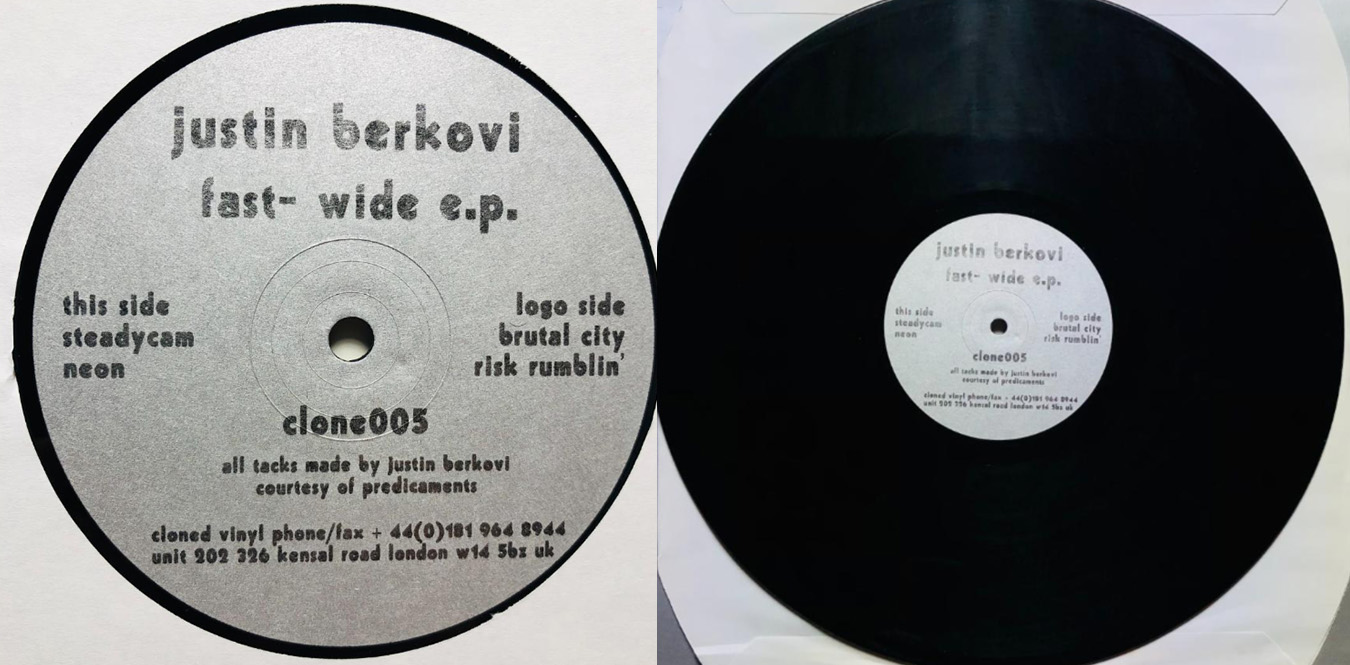 justin berkovi
fast- wide e.p.
this side
steadycam
neon
logo side
brutal city
risk rumblin'
clone005
all tacks made by justin berkovi
courtesy of predicaments
cloned vinyl phone/fax + 44(0)181 964 8944
unit 202 326 kensal road london w14 5bz uk
justin berkovi
fast- wide e.p.
this side
steadycam
neon
logo side
brutal city
risk rumblin'
clone005
all tacks made by justin berkovi
courtesy of predicaments
cloned vinyl phone/fax + 44(0)181 964 8944
unit 202 326 kensal road london w14 5bz uk